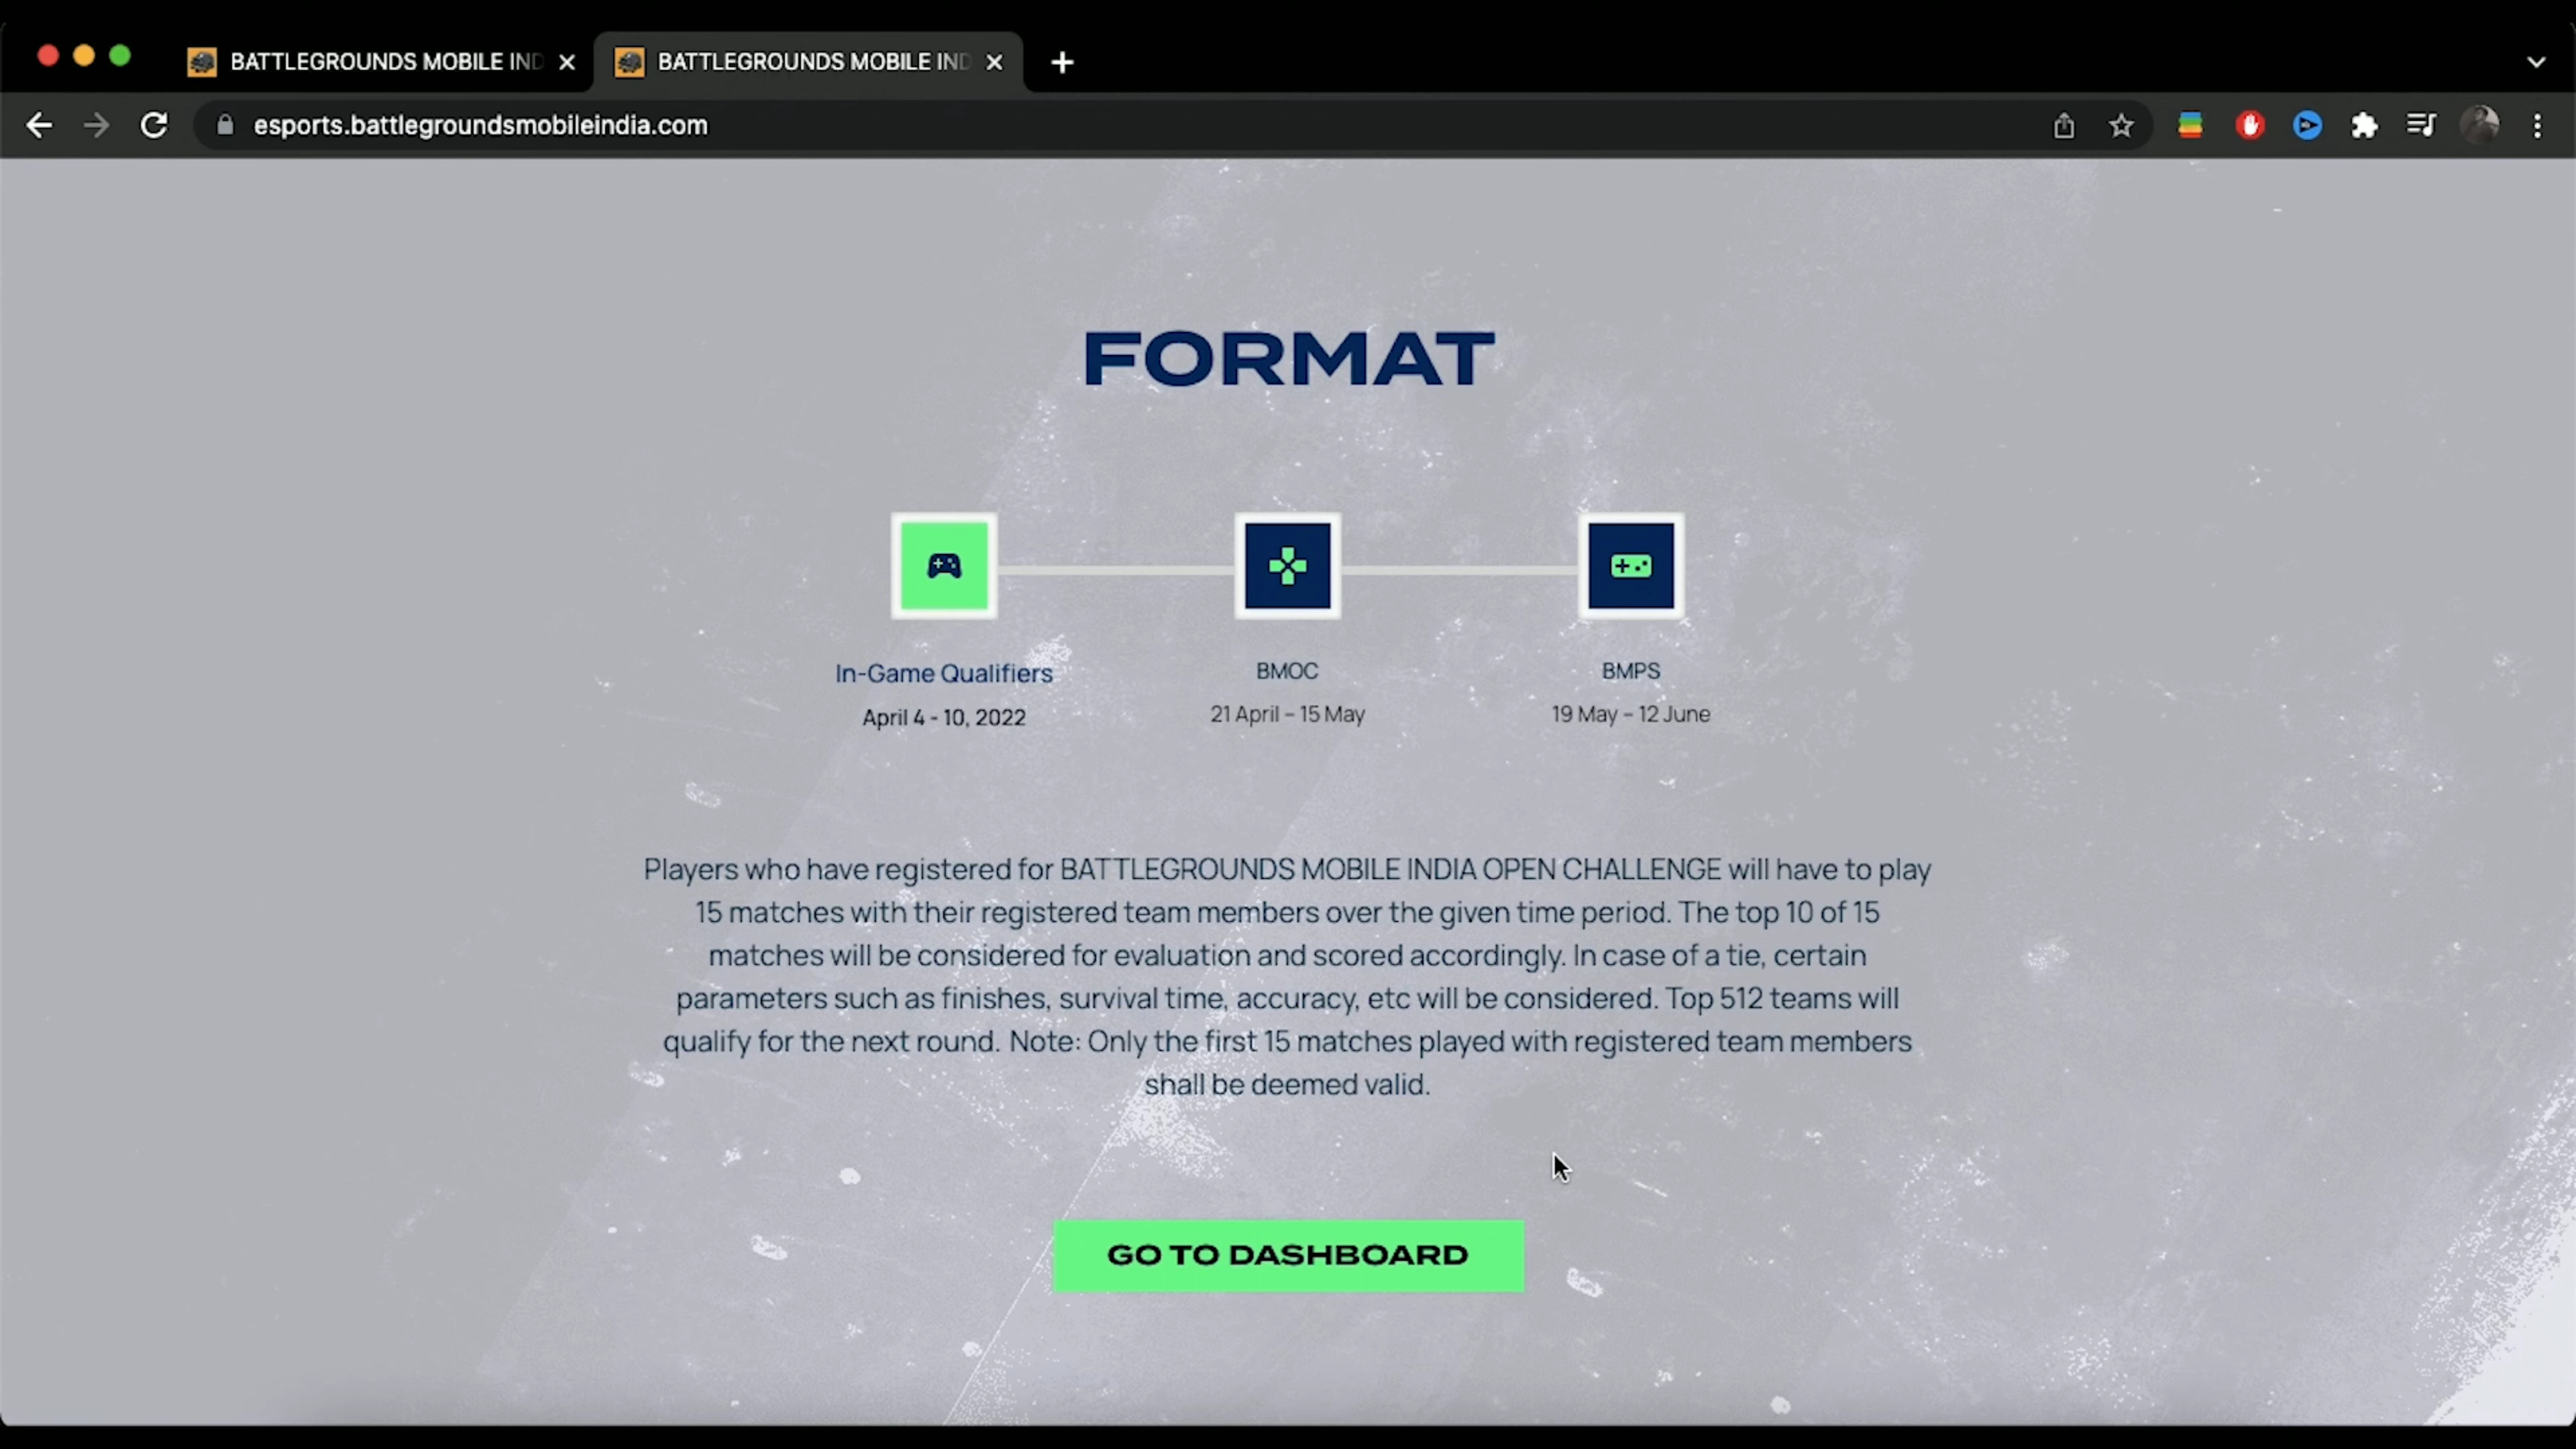 BATTLEGROUNDS MOBILE IND
BATTLEGROUNDS MOBILE IND
esports.battlegroundsmobileindia.com
FORMAT
In-Game Qualifiers
April 4 - 10, 2022
BMOC
21 April – 15 May
BMPS
19 May – 12 June
Players who have registered for BATTLEGROUNDS MOBILE INDIA OPEN CHALLENGE will have to play
15 matches with their registered team members over the given time period. The top 10 of 15
matches will be considered for evaluation and scored accordingly. In case of a tie, certain
parameters such as finishes, survival time, accuracy, etc will be considered. Top 512 teams will
qualify for the next round. Note: Only the first 15 matches played with registered team members
shall be deemed valid.
GO TO DASHBOARD